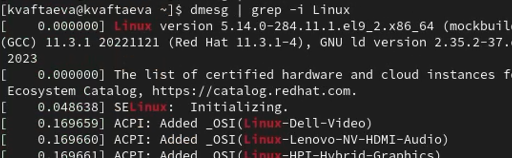 [kvaftaeva@kvaftaeva ~]$ dmesg | grep -i Linux
[    0.000000] Linux version 5.14.0-284.11.1.el9_2.x86_64 (mockbuil
(GCC) 11.3.1 20221121 (Red Hat 11.3.1-4), GNU ld version 2.35.2-37.
 2023
[    0.000000] The list of certified hardware and cloud instances f
 Ecosystem Catalog, https://catalog.redhat.com.
[    0.048638] SELinux:  Initializing.
[    0.169659] ACPI: Added _OSI(Linux-Dell-Video)
[    0.169660] ACPI: Added _OSI(Linux-Lenovo-NV-HDMI-Audio)
[    0.169661] ACPI: Added _OSI(Linux-HPI-Hybrid-Graphics)